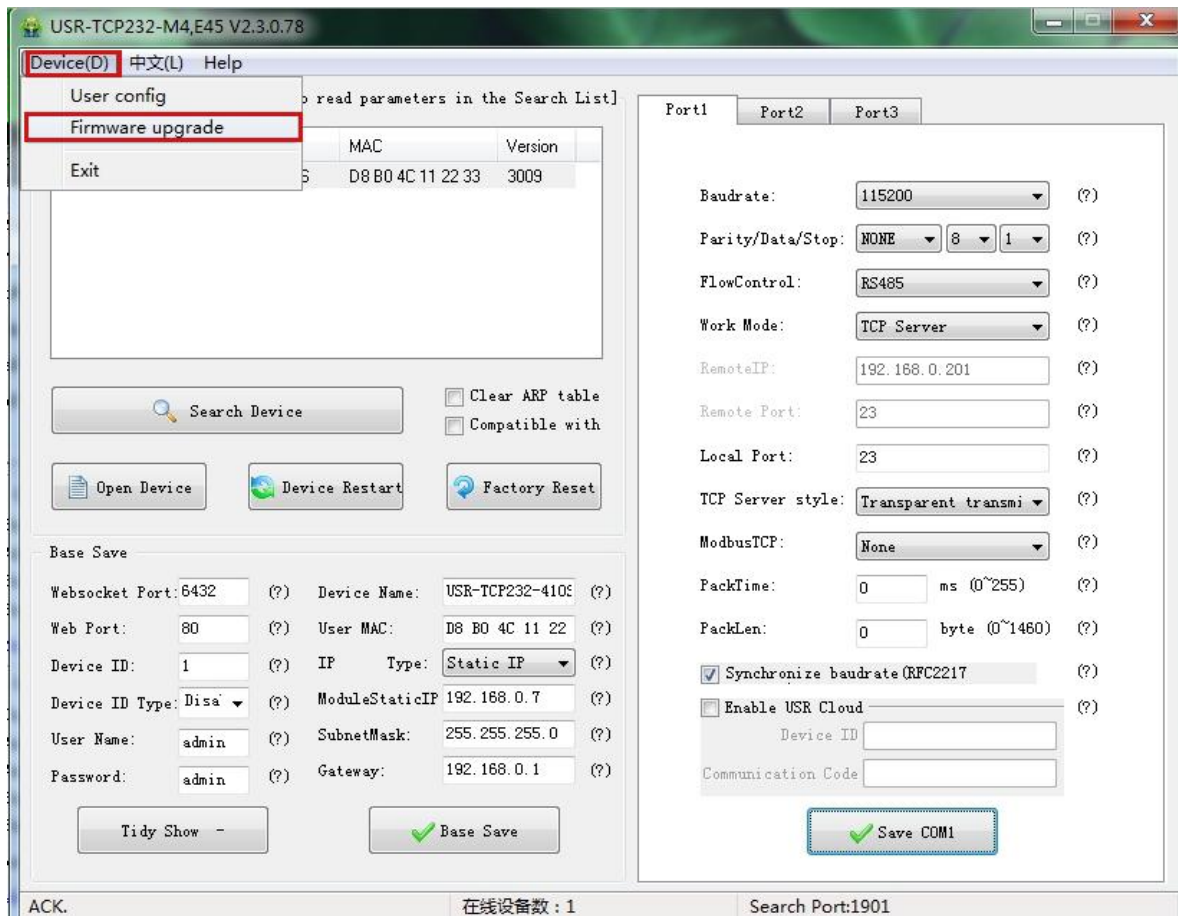 USR-TCP232-M4,E45 V2.3.0.78
Device(D) 中文(L) Help
User config
Firmware upgrade
Exit
o read parameters in the Search List]
MAC Version
D8 B0 4C 11 22 33 3009
Search Device
Clear ARP table
Compatible with
Open Device Device Restart Factory Reset
Base Save
Websocket Port: 6432 (?) Device Name: USR-TCP232-410S (?)
Web Port: 80 (?) User MAC: D8 B0 4C 11 22 (?)
Device ID: 1 (?) IP Type: Static IP (?)
Device ID Type: Disa (?) ModuleStaticIP 192.168.0.7 (?)
User Name: admin (?) SubnetMask: 255.255.255.0 (?)
Password: admin (?) Gateway: 192.168.0.1 (?)
Tidy Show - Base Save
Port1 Port2 Port3
Baudrate: 115200 (?)
Parity/Data/Stop: NONE 8 1 (?)
FlowControl: RS485 (?)
Work Mode: TCP Server (?)
RemoteIP: 192.168.0.201 (?)
Remote Port: 23 (?)
Local Port: 23 (?)
TCP Server style: Transparent transmi (?)
ModbusTCP: None (?)
PackTime: 0 ms (0~255) (?)
PackLen: 0 byte (0~1460) (?)
Synchronize baudrate(RFC2217 (?)
Enable USR Cloud (?)
Device ID
Communication Code
Save COM1
ACK. 在线设备数：1 Search Port:1901